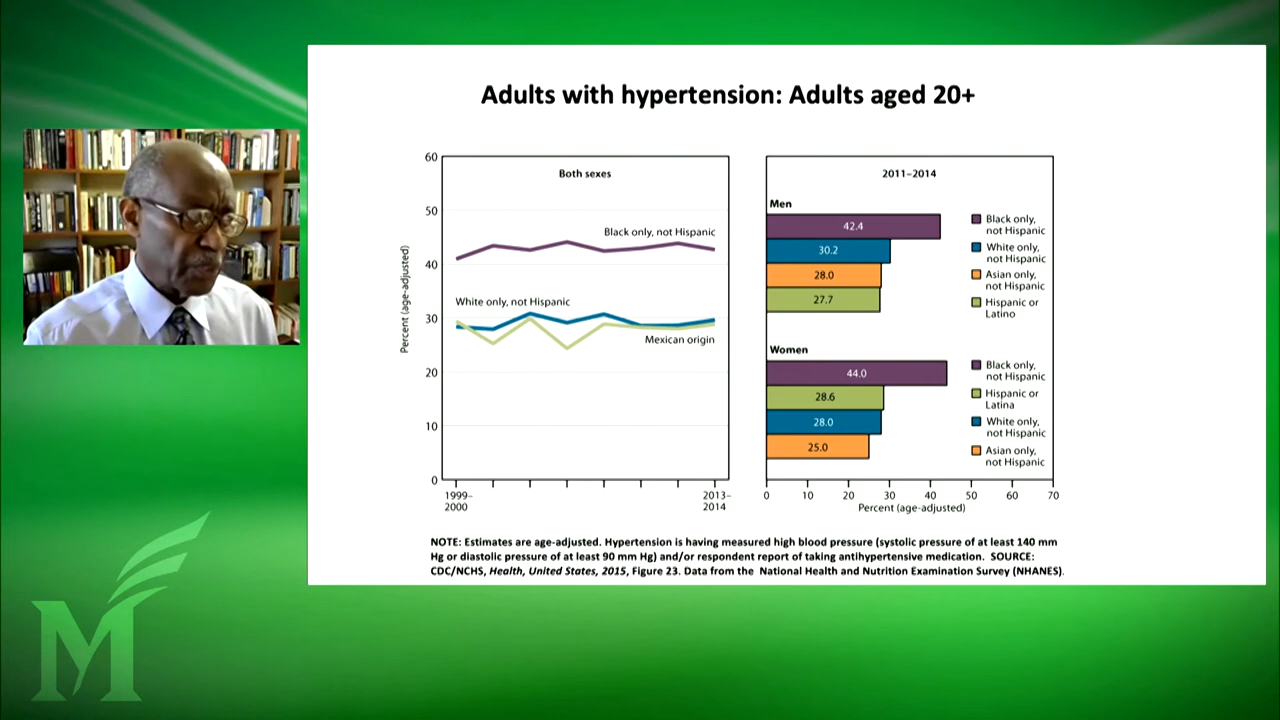 Adults with hypertension: Adults aged 20+
Both sexes
60
50
40
30
20
10
0
Percent (age-adjusted)
Black only, not Hispanic
White only, not Hispanic
Mexican origin
1999–
2000
2013–
2014
2011–2014
Men
42.4
30.2
28.0
27.7
Black only,
not Hispanic
White only,
not Hispanic
Asian only,
not Hispanic
Hispanic or
Latino
Women
44.0
28.6
28.0
25.0
Black only,
not Hispanic
Hispanic or
Latina
White only,
not Hispanic
Asian only,
not Hispanic
0 10 20 30 40 50 60 70
Percent (age-adjusted)
NOTE: Estimates are age-adjusted. Hypertension is having measured high blood pressure (systolic pressure of at least 140 mm
Hg or diastolic pressure of at least 90 mm Hg) and/or respondent report of taking antihypertensive medication. SOURCE:
CDC/NCHS, Health, United States, 2015, Figure 23. Data from the National Health and Nutrition Examination Survey (NHANES).
M